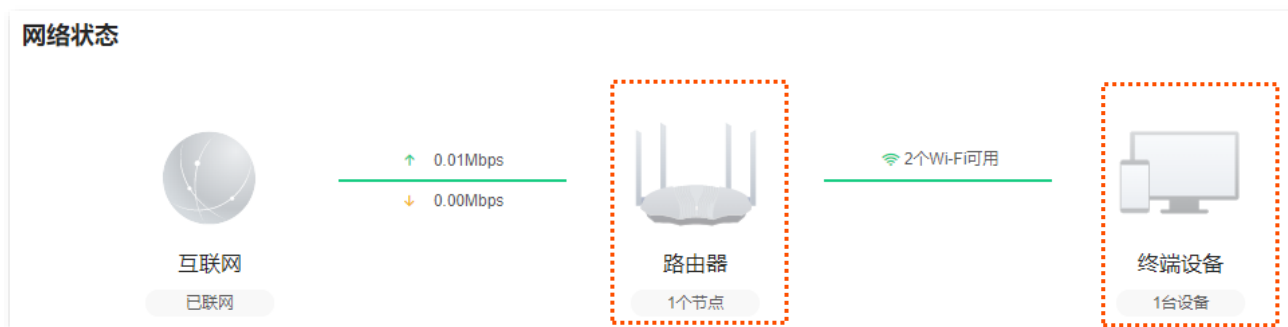 网络状态
0.01Mbps
0.00Mbps
2个Wi-Fi可用
互联网
路由器
终端设备
已联网
1个节点
1台设备